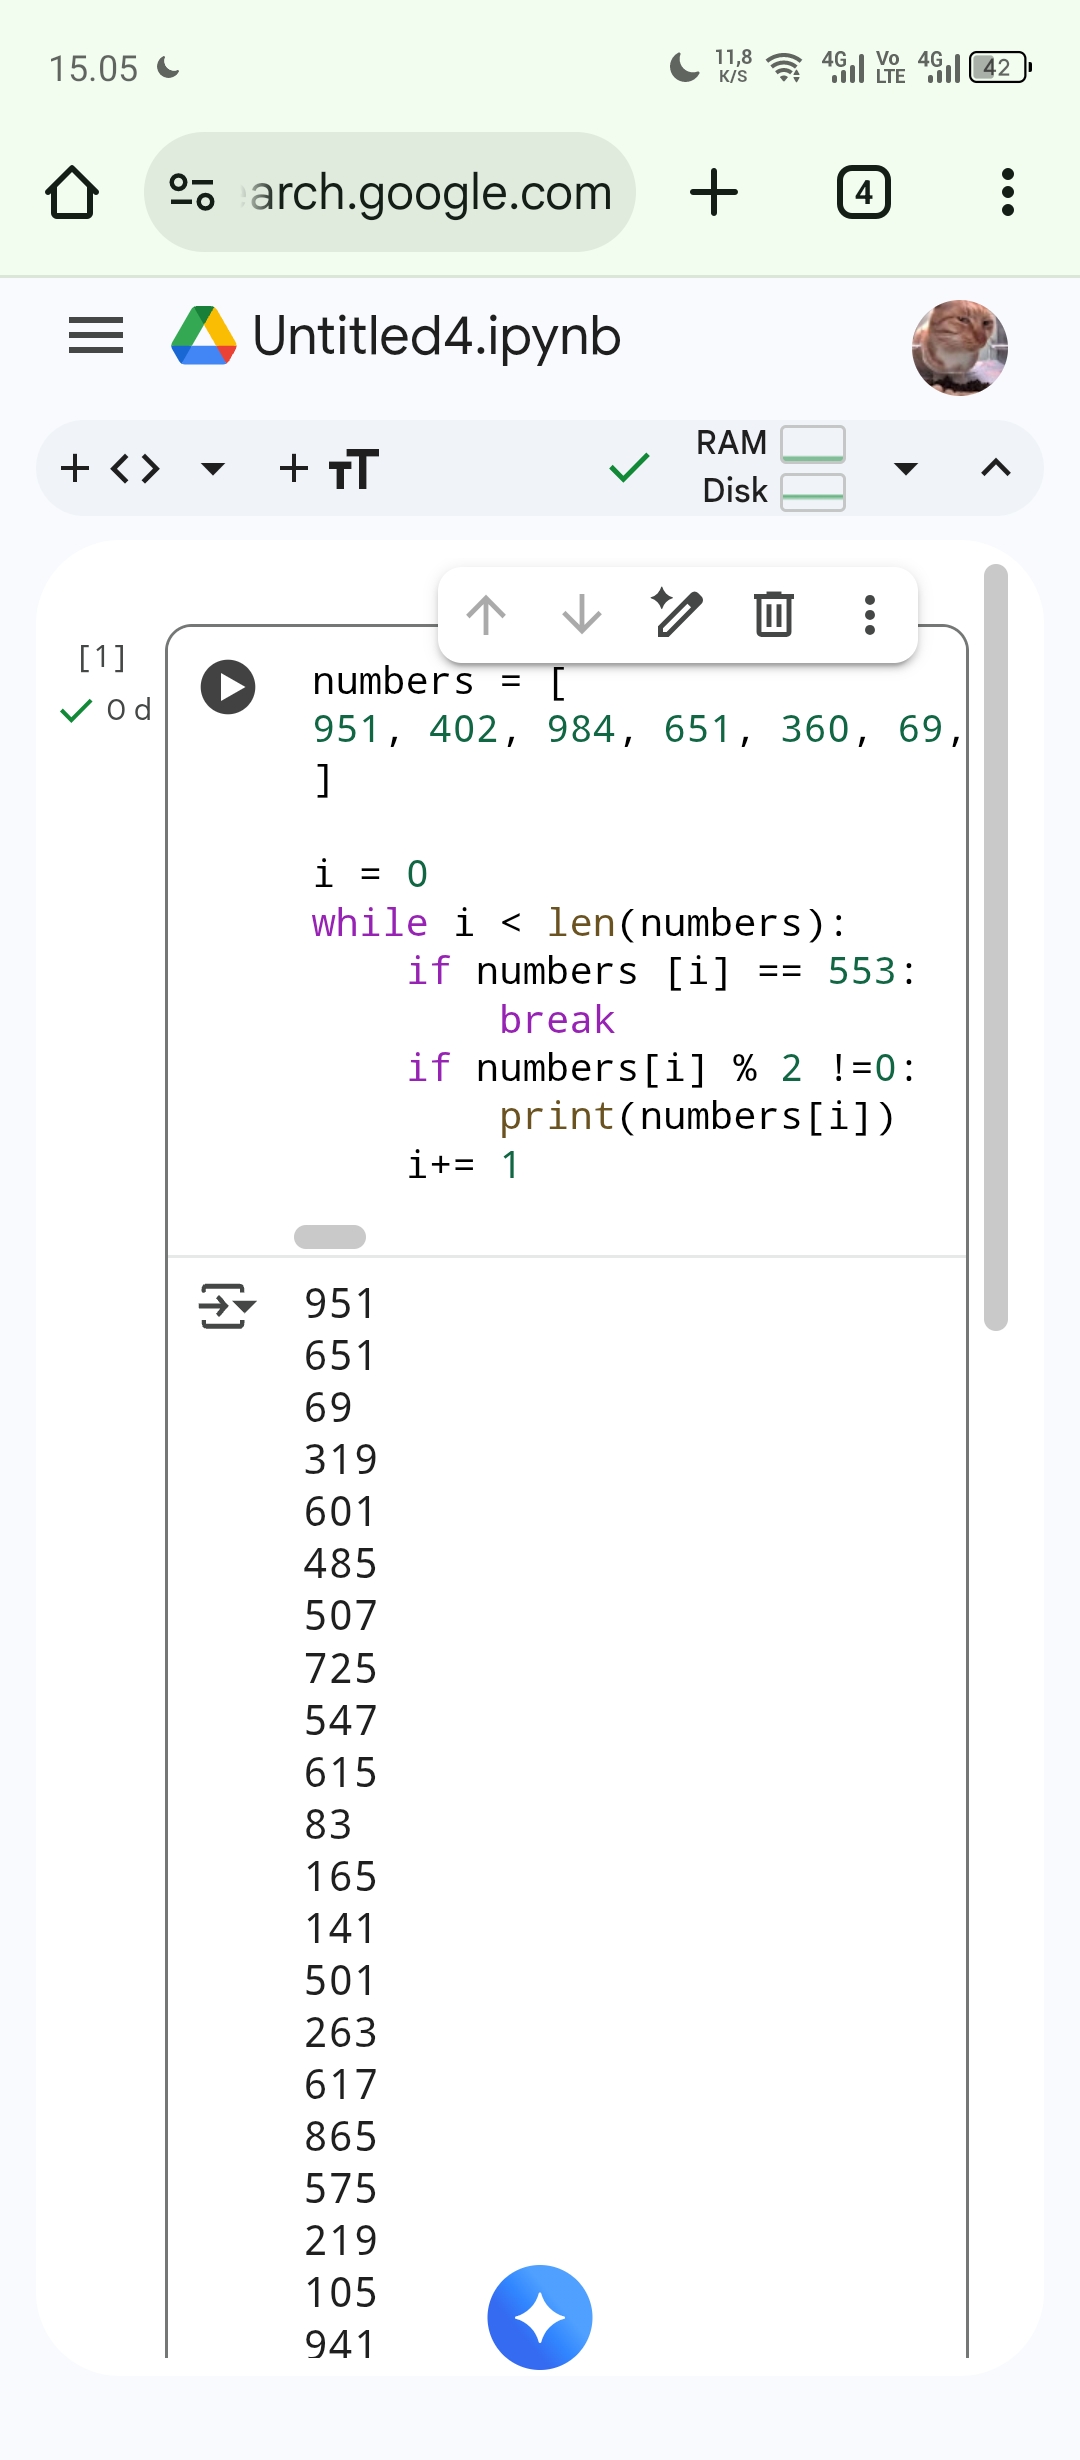 15.05
11,8 K/S 4G Vo LTE 4G 42
arch.google.com
4
Untitled4.ipynb
RAM
Disk
[1]
0 d
numbers = [
951, 402, 984, 651, 360, 69,
]
i = 0
while i < len(numbers):
if numbers [i] == 553:
break
if numbers[i] % 2 !=0:
print(numbers[i])
i+= 1
951
651
69
319
601
485
507
725
547
615
83
165
141
501
263
617
865
575
219
105
941